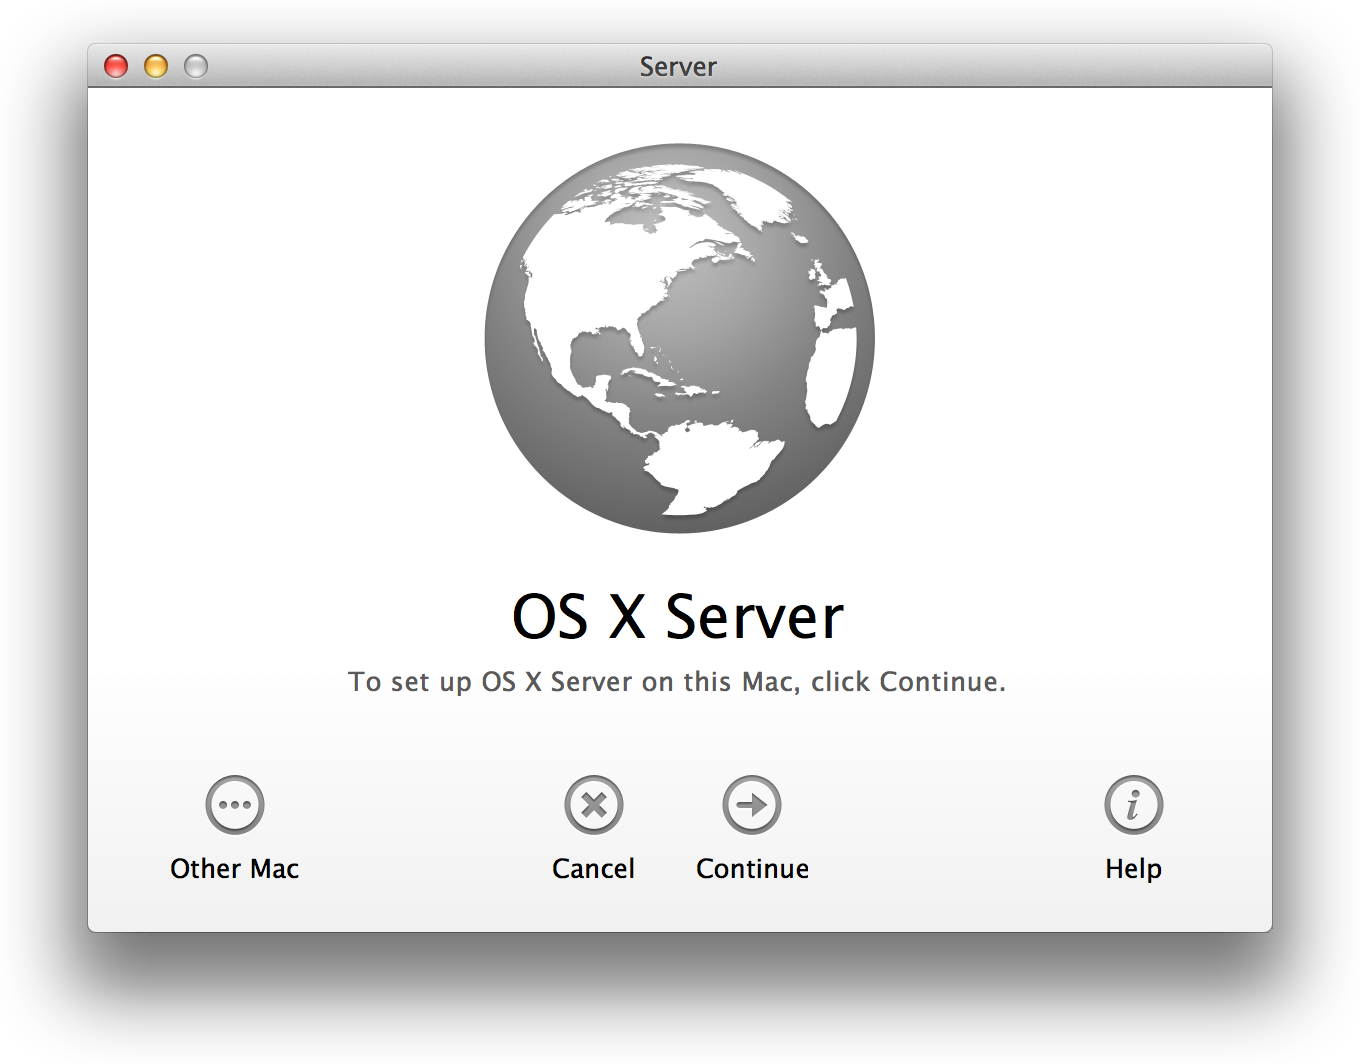 Server
OS X Server
To set up OS X Server on this Mac, click Continue.
Other Mac
Cancel
Continue
Help